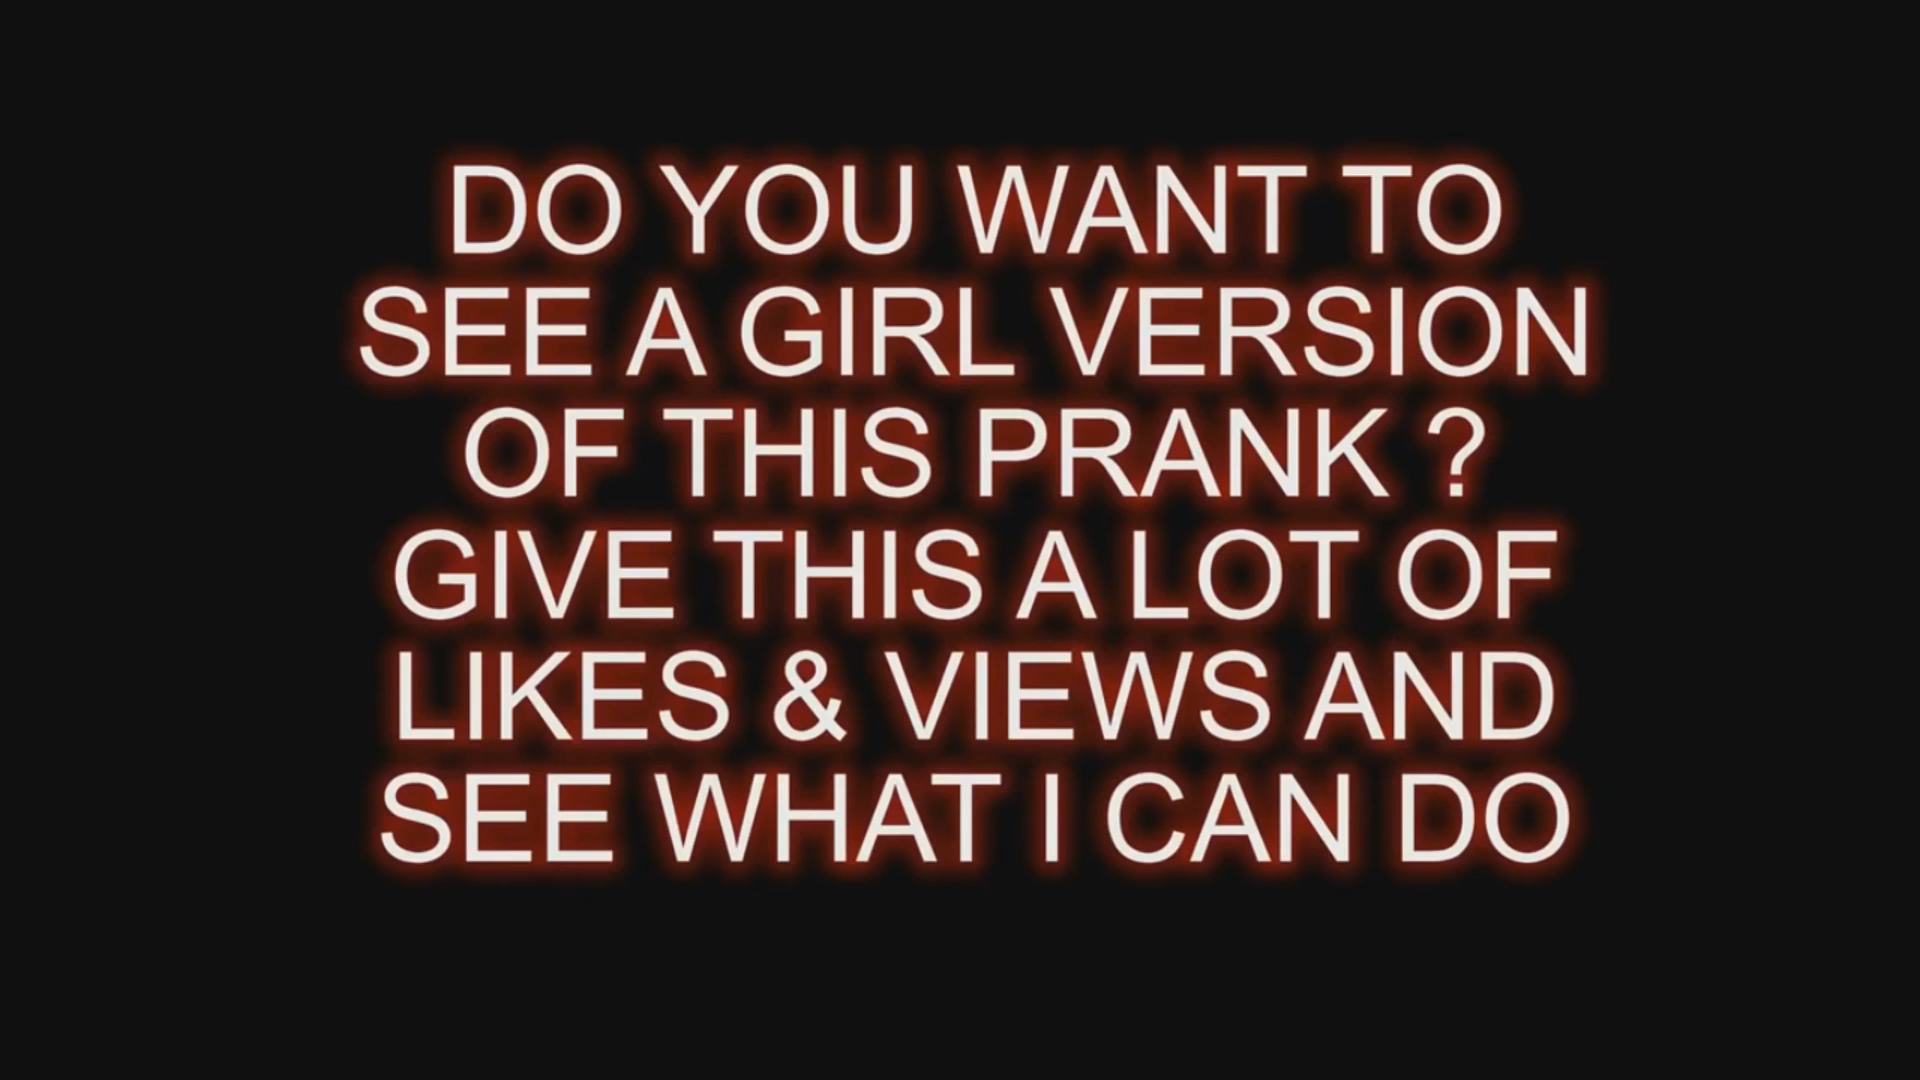 DO YOU WANT TO
SEE A GIRL VERSION
OF THIS PRANK ?
GIVE THIS A LOT OF
LIKES & VIEWS AND
SEE WHAT I CAN DO